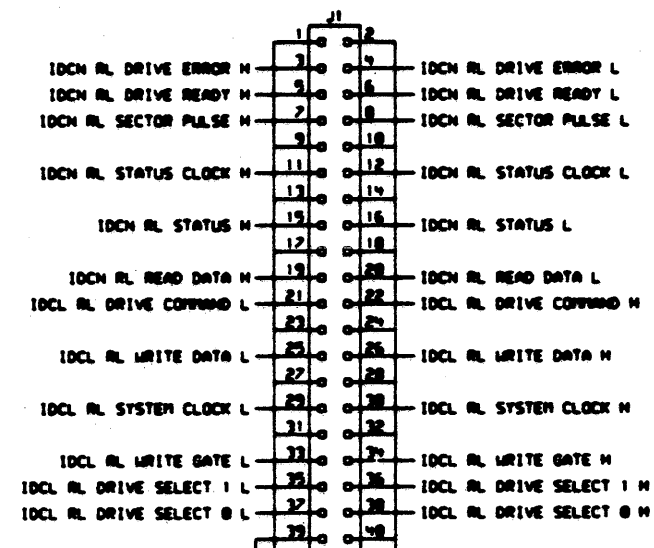 J1
1 2
IDCN RL DRIVE ERROR H 3 4 IDCN RL DRIVE ERROR L
IDCN RL DRIVE READY H 5 6 IDCN RL DRIVE READY L
IDCN RL SECTOR PULSE H 7 8 IDCN RL SECTOR PULSE L
9 10
IDCN RL STATUS CLOCK H 11 12 IDCN RL STATUS CLOCK L
13 14
IDCN RL STATUS H 15 16 IDCN RL STATUS L
17 18
IDCN RL READ DATA H 19 20 IDCN RL READ DATA L
IDCL RL DRIVE COMMAND L 21 22 IDCL RL DRIVE COMMAND H
23 24
IDCL RL WRITE DATA L 25 26 IDCL RL WRITE DATA H
27 28
IDCL RL SYSTEM CLOCK L 29 30 IDCL RL SYSTEM CLOCK H
31 32
IDCL RL WRITE GATE L 33 34 IDCL RL WRITE GATE H
IDCL RL DRIVE SELECT 1 L 35 36 IDCL RL DRIVE SELECT 1 H
IDCL RL DRIVE SELECT 0 L 37 38 IDCL RL DRIVE SELECT 0 H
39 40